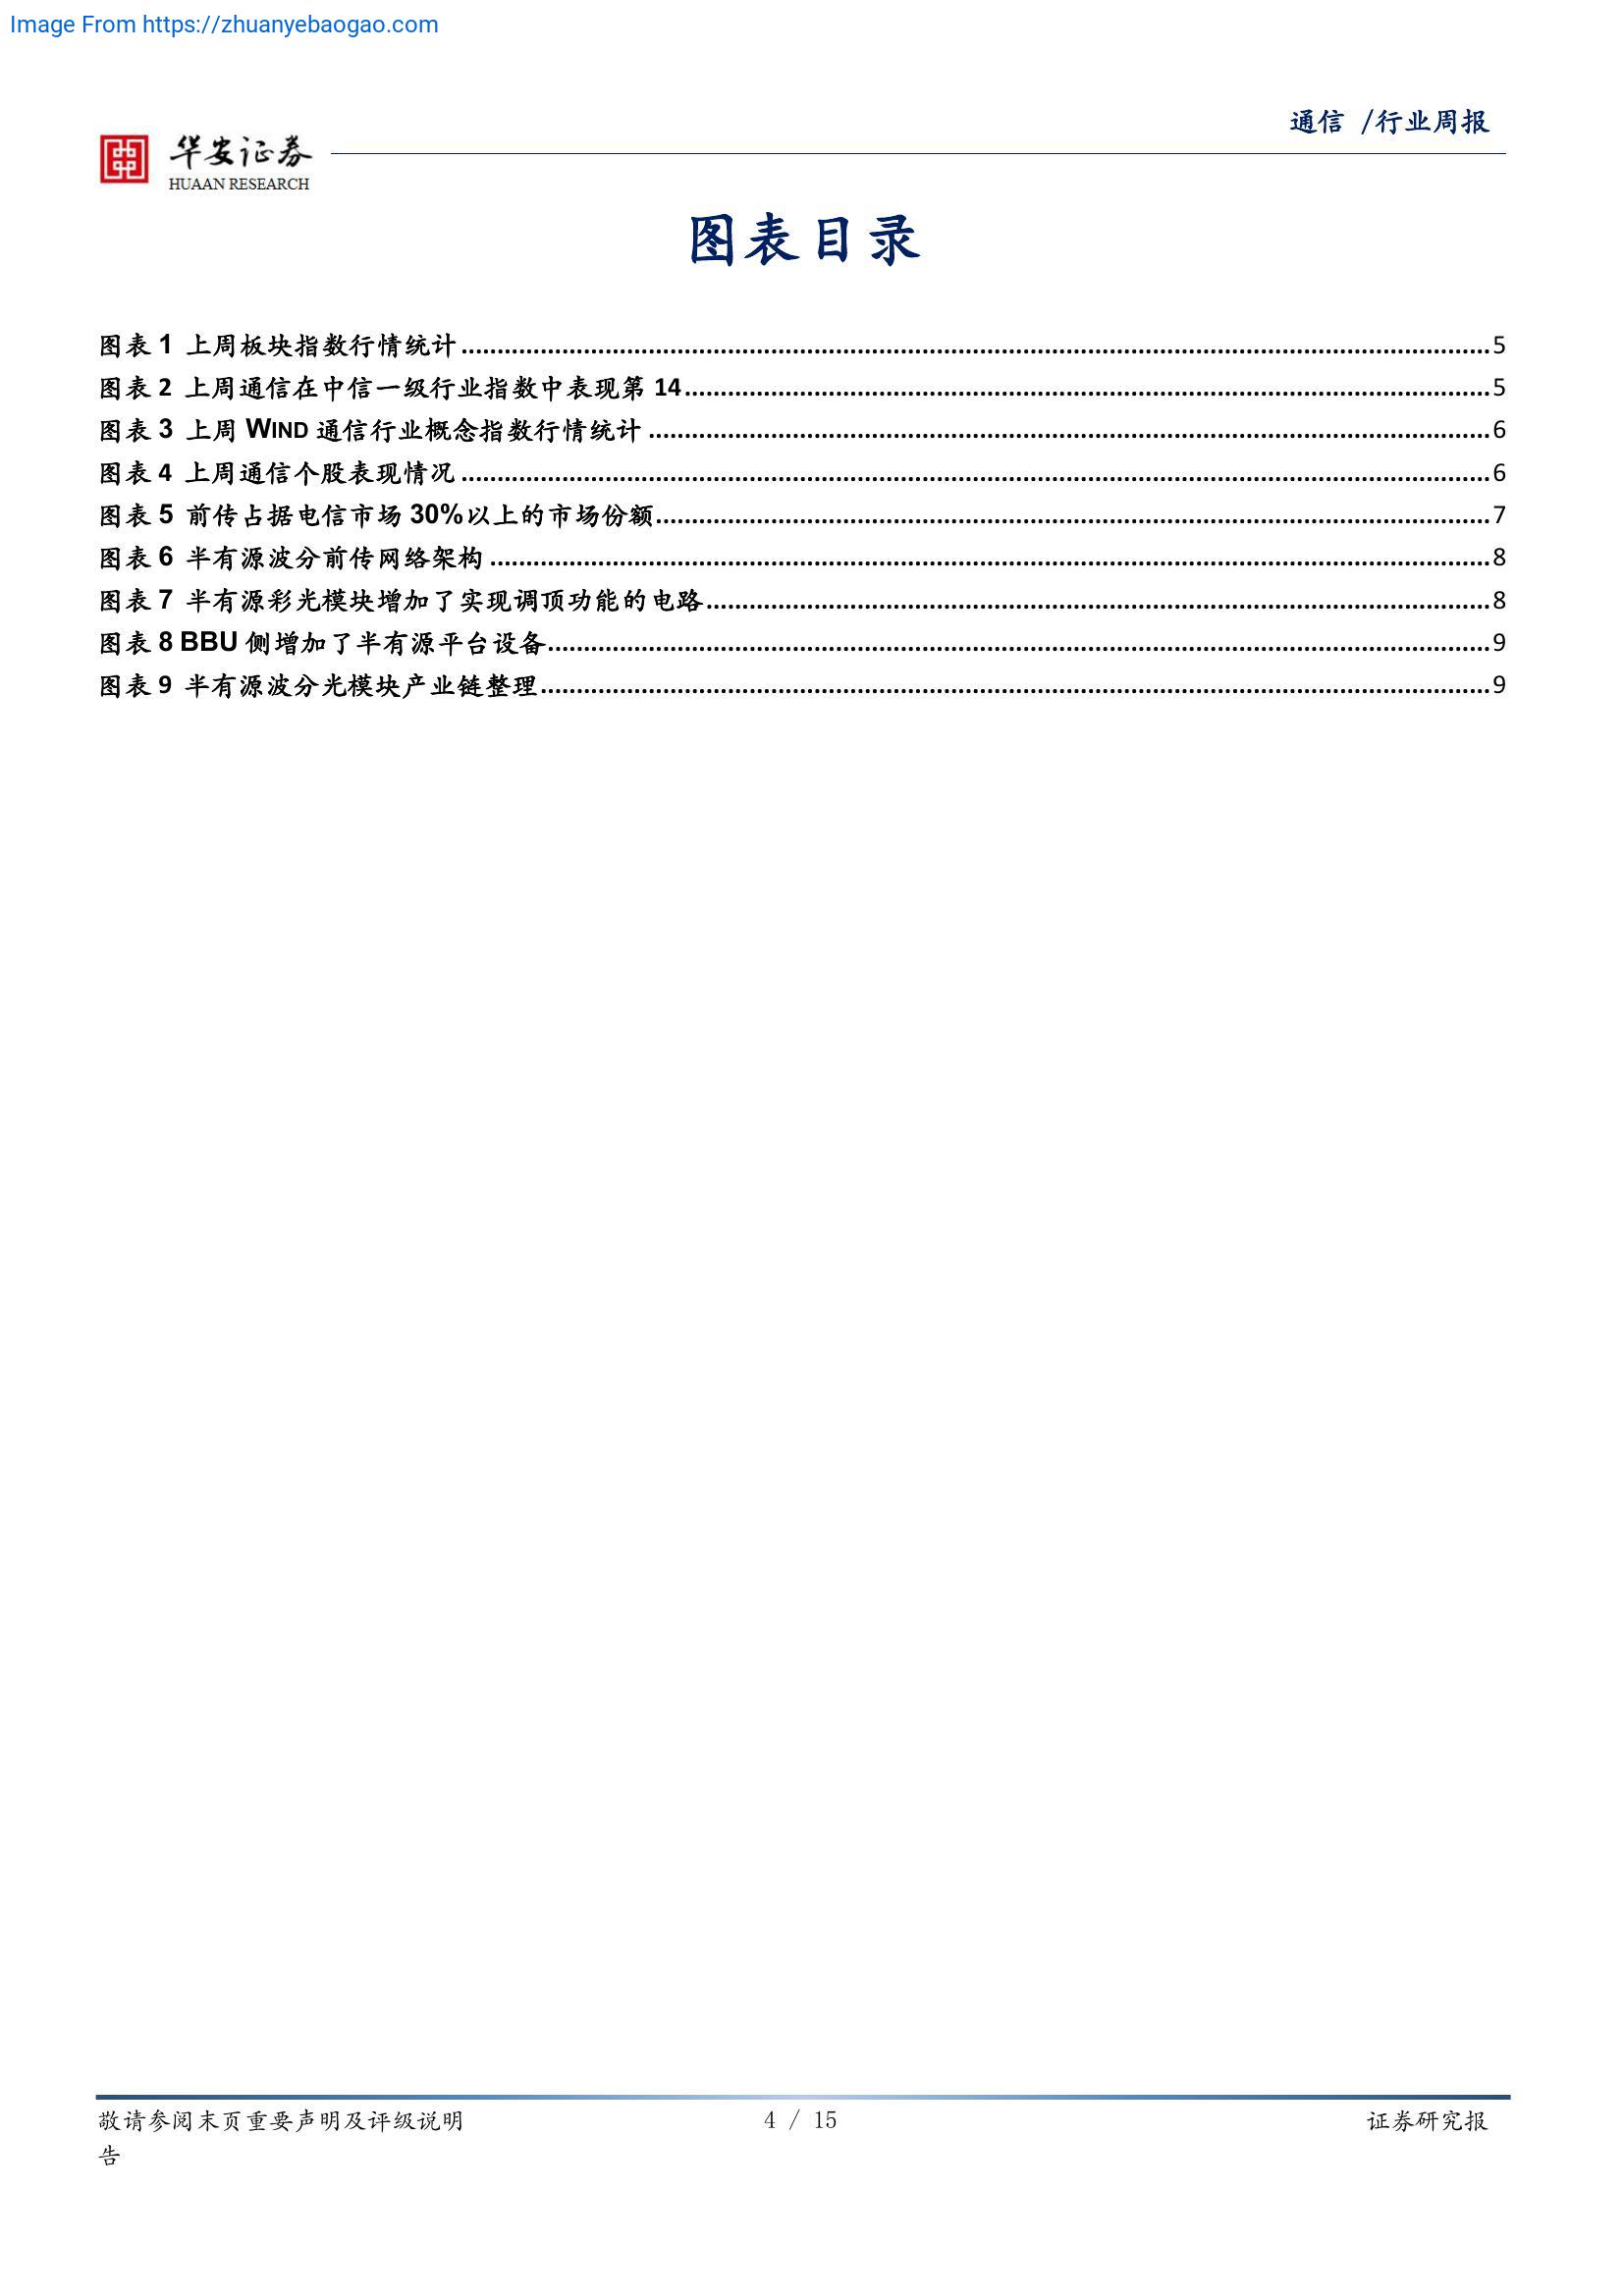 Image From https://zhuanyebaogao.com
通信 /行业周报
华安证券
HUAAN RESEARCH
图表目录
图表 1 上周板块指数行情统计........................5
图表 2 上周通信在中信一级行业指数中表现第 14........................5
图表 3 上周 WIND 通信行业概念指数行情统计........................6
图表 4 上周通信个股表现情况........................6
图表 5 前传占据电信市场 30%以上的市场份额........................7
图表 6 半有源波分前传网络架构........................8
图表 7 半有源彩光模块增加了实现调顶功能的电路........................8
图表 8 BBU 侧增加了半有源平台设备........................9
图表 9 半有源波分光模块产业链整理........................9
敬请参阅末页重要声明及评级说明 4 / 15 证券研究报
告